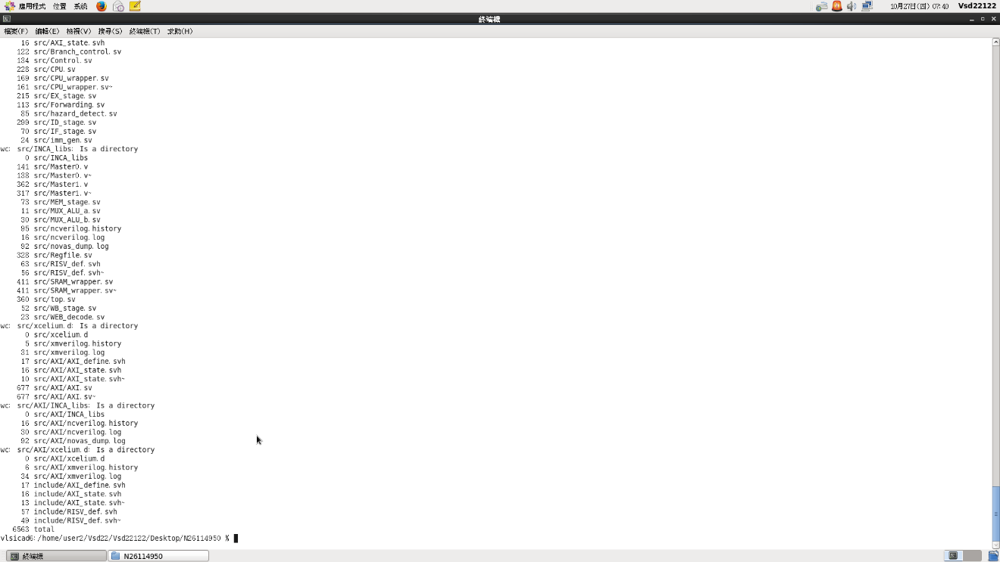 應用程式 位置 系統 10月27日(四) 07:40 Vsd22122
終端機
檔案(F) 編輯(E) 檢視(V) 搜尋(S) 終端機(T) 求助(H)
16 src/AXI_state.svh
122 src/Branch_control.sv
134 src/Control.sv
228 src/CPU.sv
169 src/CPU_wrapper.sv
161 src/CPU_wrapper.sv~
215 src/EX_stage.sv
113 src/Forwarding.sv
85 src/hazard_detect.sv
299 src/ID_stage.sv
70 src/IF_stage.sv
24 src/imm_gen.sv
wc: src/INCA_libs: Is a directory
0 src/INCA_libs
141 src/Master0.v
138 src/Master0.v~
362 src/Master1.v
317 src/Master1.v~
73 src/MEM_stage.sv
11 src/MUX_ALU_a.sv
30 src/MUX_ALU_b.sv
95 src/ncverilog.history
16 src/ncverilog.log
92 src/novas_dump.log
328 src/Regfile.sv
63 src/RISV_def.svh
56 src/RISV_def.svh~
411 src/SRAM_wrapper.sv
411 src/SRAM_wrapper.sv~
360 src/top.sv
52 src/WB_stage.sv
23 src/WEB_decode.sv
wc: src/xcelium.d: Is a directory
0 src/xcelium.d
5 src/xmverilog.history
31 src/xmverilog.log
17 src/AXI/AXI_define.svh
16 src/AXI/AXI_state.svh
10 src/AXI/AXI_state.svh~
677 src/AXI/AXI.sv
677 src/AXI/AXI.sv~
wc: src/AXI/INCA_libs: Is a directory
0 src/AXI/INCA_libs
16 src/AXI/ncverilog.history
30 src/AXI/ncverilog.log
92 src/AXI/novas_dump.log
wc: src/AXI/xcelium.d: Is a directory
0 src/AXI/xcelium.d
6 src/AXI/xmverilog.history
34 src/AXI/xmverilog.log
17 include/AXI_define.svh
16 include/AXI_state.svh
13 include/AXI_state.svh~
57 include/RISV_def.svh
49 include/RISV_def.svh~
6563 total
vlsicad6:/home/user2/Vsd22/Vsd22122/Desktop/N26114950 %
終端機 N26114950